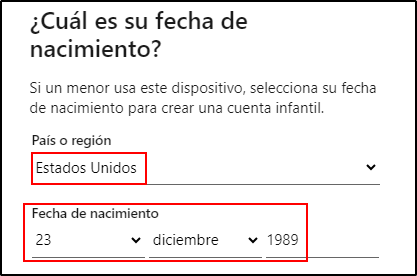 ¿Cuál es su fecha de
nacimiento?
Si un menor usa este dispositivo, selecciona su fecha
de nacimiento para crear una cuenta infantil.
País o región
Estados Unidos
Fecha de nacimiento
23 diciembre 1989